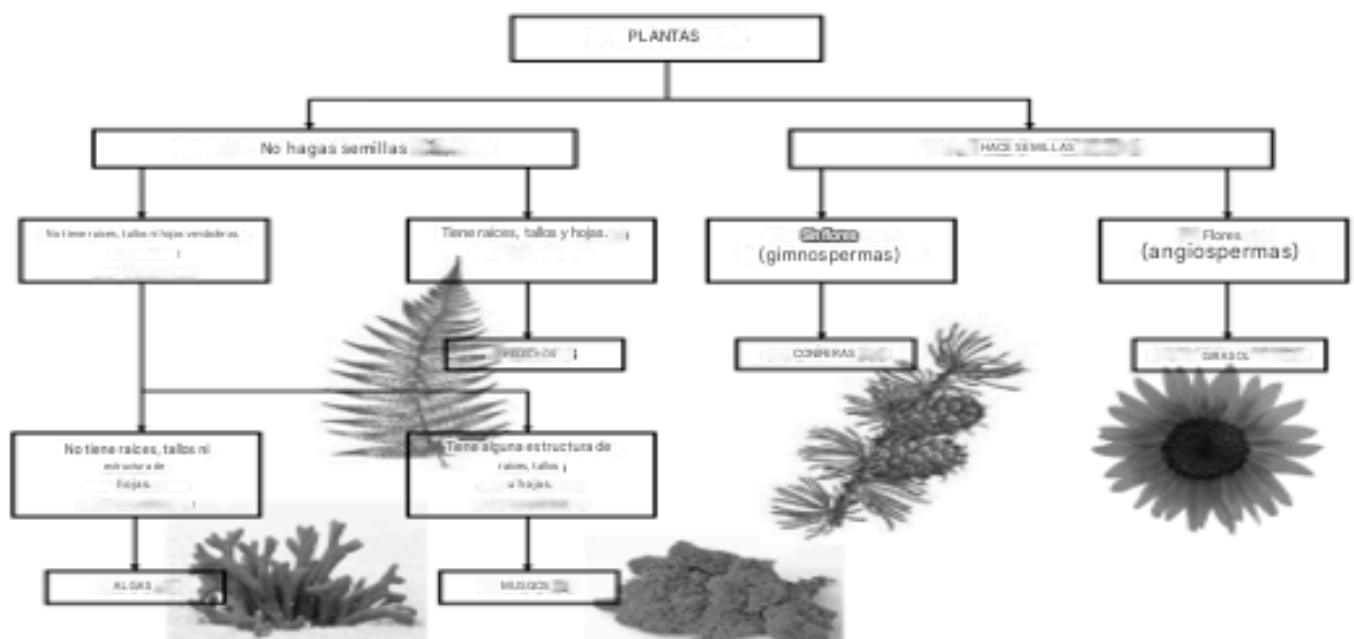 PLANTAS
No hagas semillas
HACE SEMILLAS
No tiene raíces, tallos ni hojas verdaderas.
Tiene raíces, tallos y hojas.
Sin flores
(gimnospermas)
Flores
(angiospermas)
HELECHOS
CONÍFERAS
GIRASOL
No tiene raíces, tallos ni
estructura de
hojas.
Tiene alguna estructura de
raíces, tallos
u hojas.
ALGAS
MUSGOS